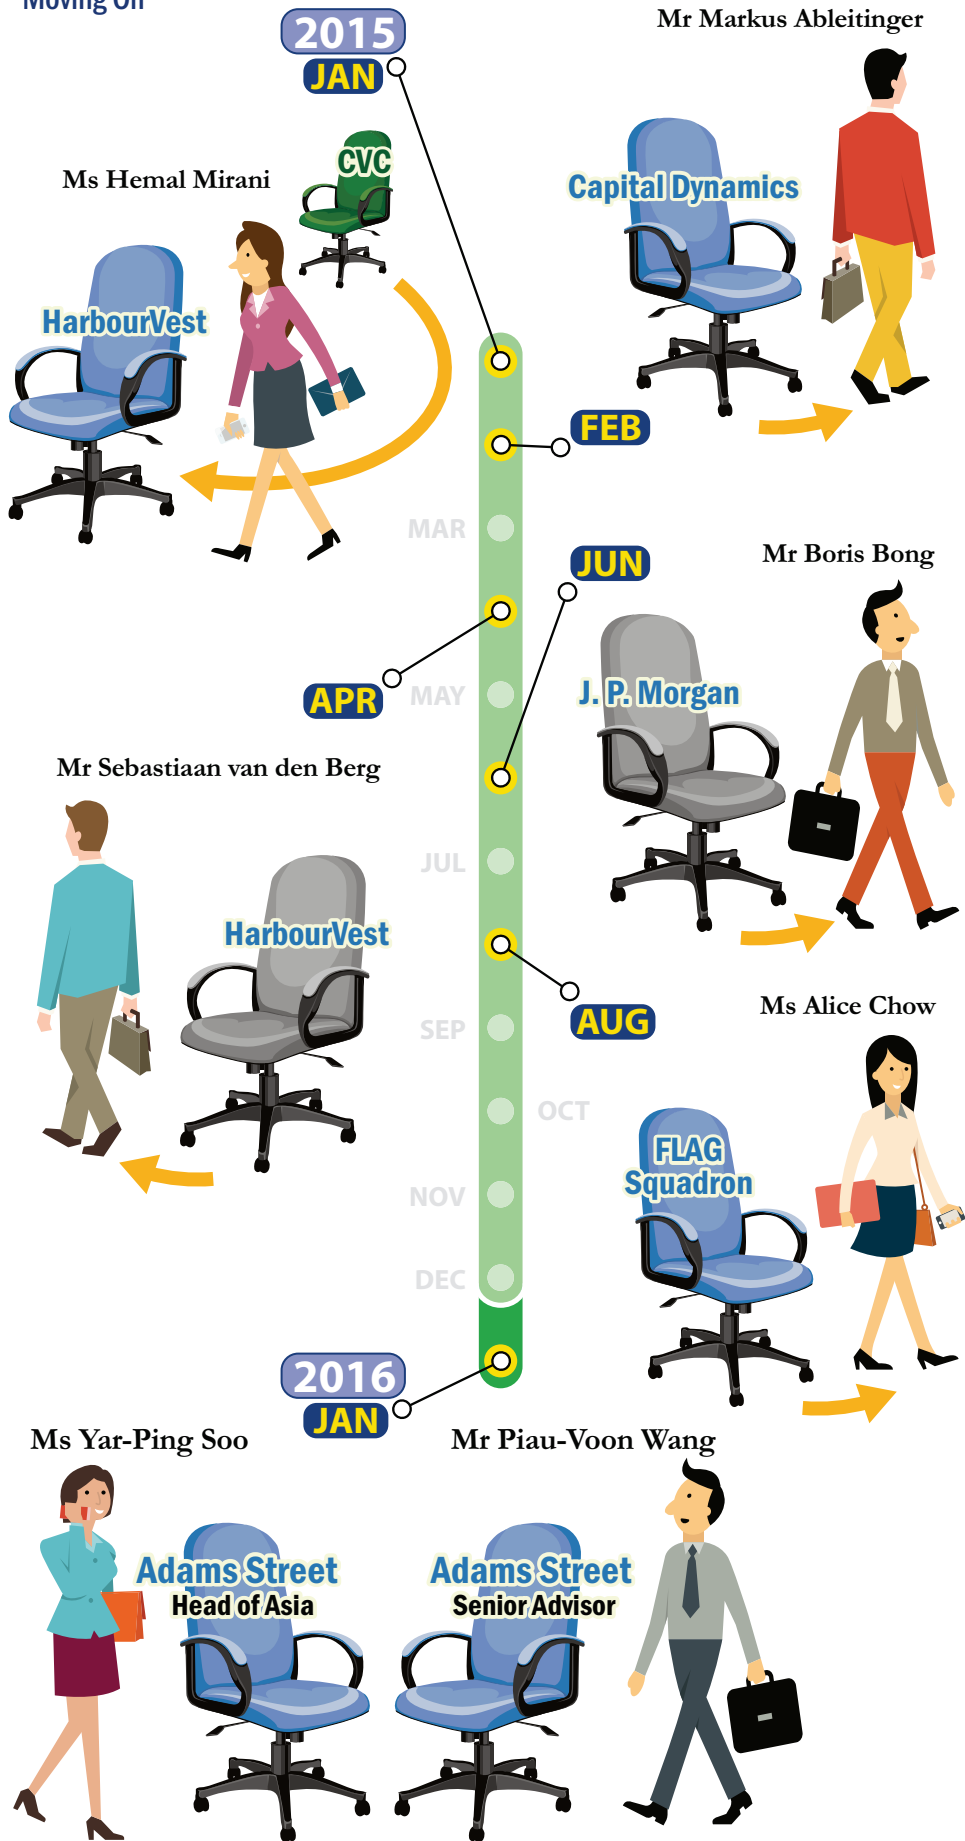 Moving On
2015
JAN
Mr Markus Ableitinger
CVC
Ms Hemal Mirani
Capital Dynamics
HarbourVest
FEB
MAR
JUN
Mr Boris Bong
APR
MAY
J. P. Morgan
Mr Sebastiaan van den Berg
JUL
HarbourVest
AUG
Ms Alice Chow
SEP
OCT
FLAG
Squadron
NOV
DEC
2016
JAN
Ms Yar-Ping Soo
Mr Piau-Voon Wang
Adams Street
Head of Asia
Adams Street
Senior Advisor